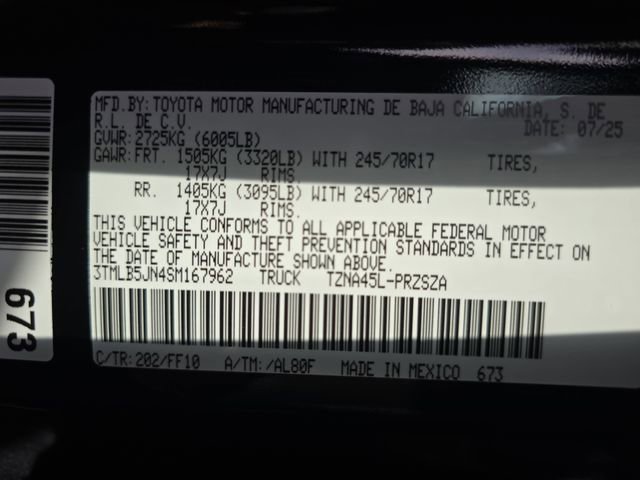 MFD.BY: TOYOTA MOTOR MANUFACTURING DE BAJA CALIFORNIA, S. DE
R.L. DE C.V. DATE: 07/25
GVWR: 2725KG (6005LB)
GAWR: FRT. 1505KG (3320LB) WITH 245/70R17 TIRES,
17X7J RIMS.
RR. 1405KG (3095LB) WITH 245/70R17 TIRES,
17X7J RIMS.
THIS VEHICLE CONFORMS TO ALL APPLICABLE FEDERAL MOTOR
VEHICLE SAFETY AND THEFT PREVENTION STANDARDS IN EFFECT ON
THE DATE OF MANUFACTURE SHOWN ABOVE.
3TMLB5JN4SM167962 TRUCK TZNA45L-PRZSZA
C/TR: 202/FF10 A/TM: /AL80F MADE IN MEXICO 673
673